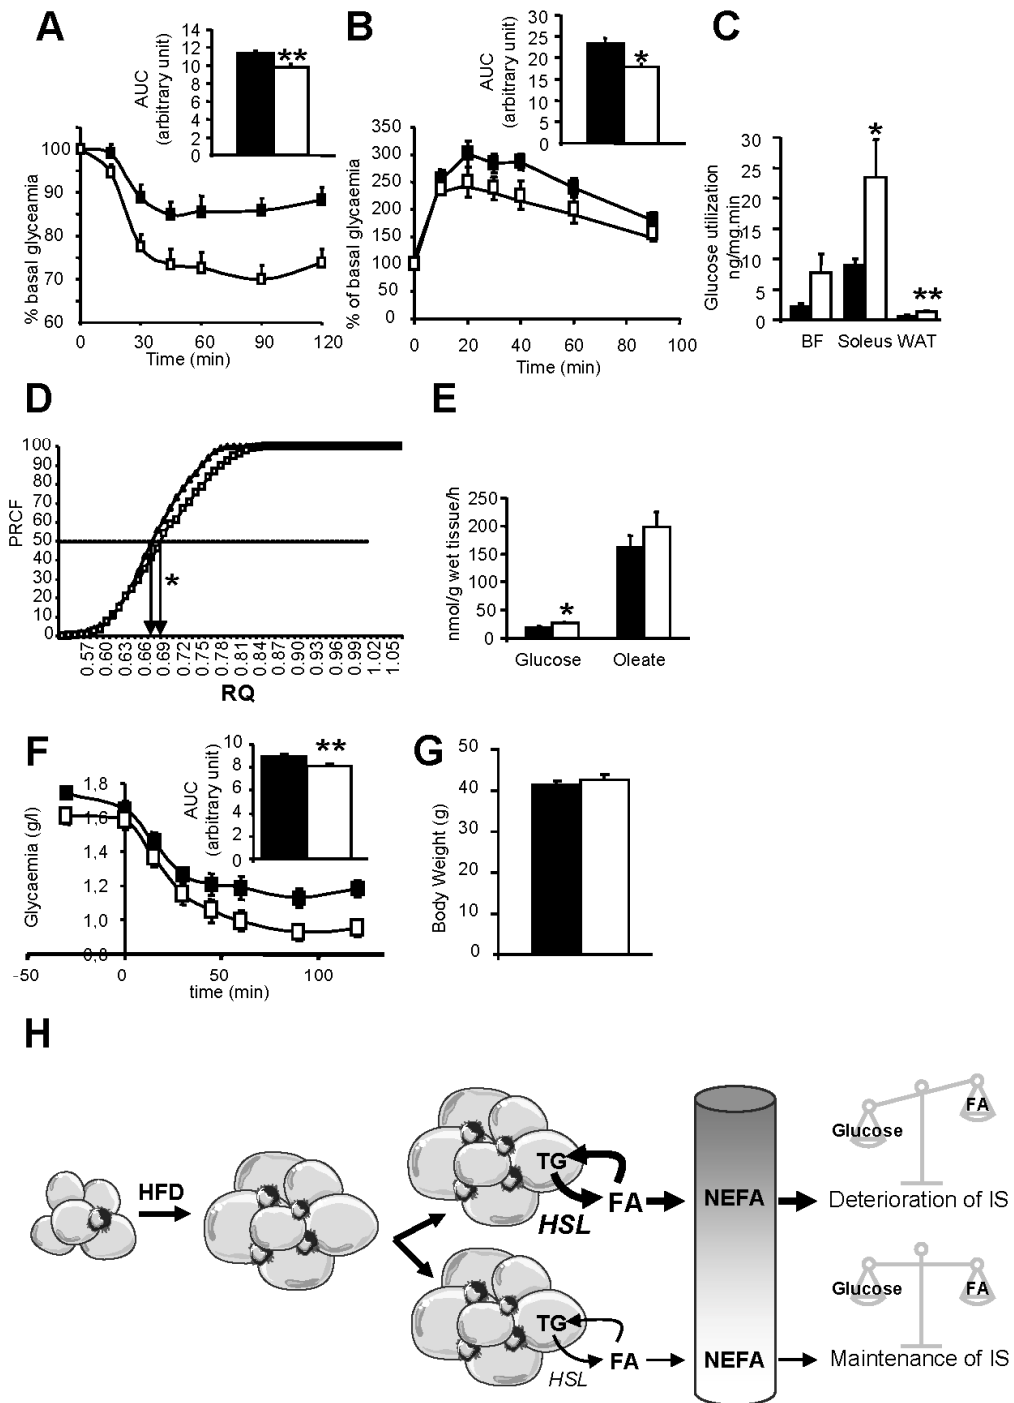 A
B
C
14
12
10
8
6
4
2
0
AUC
(arbitrary unit)
**
100
90
80
70
60
% basal glyceamia
0
30
60
90
120
Time (min)
30
25
20
15
10
5
0
AUC
(arbitrary unit)
*
350
300
250
200
150
100
50
0
% of basal glycaemia
0
20
40
60
80
100
Time (min)
30
25
20
15
10
5
0
Glucose utilization
ng/mg.min
*
**
BF Soleus WAT
D
E
100
90
80
70
60
50
40
30
20
10
0
PRCF
*
0.57 0.60 0.63 0.66 0.69 0.72 0.75 0.78 0.81 0.84 0.87 0.90 0.93 0.96 0.99 1.02 1.05
RQ
250
200
150
100
50
0
nmol/g wet tissue/h
*
Glucose Oleate
F
G
10
8
6
4
2
0
AUC
(arbitrary unit)
**
1,8
1,6
1,4
1,2
1,0
0,8
Glycaemia (g/l)
-50
0
50
100
time (min)
50
40
30
20
10
0
Body Weight (g)
H
HFD
TG
FA
HSL
NEFA
Glucose
FA
Deterioration of IS
TG
FA
HSL
NEFA
Glucose
FA
Maintenance of IS